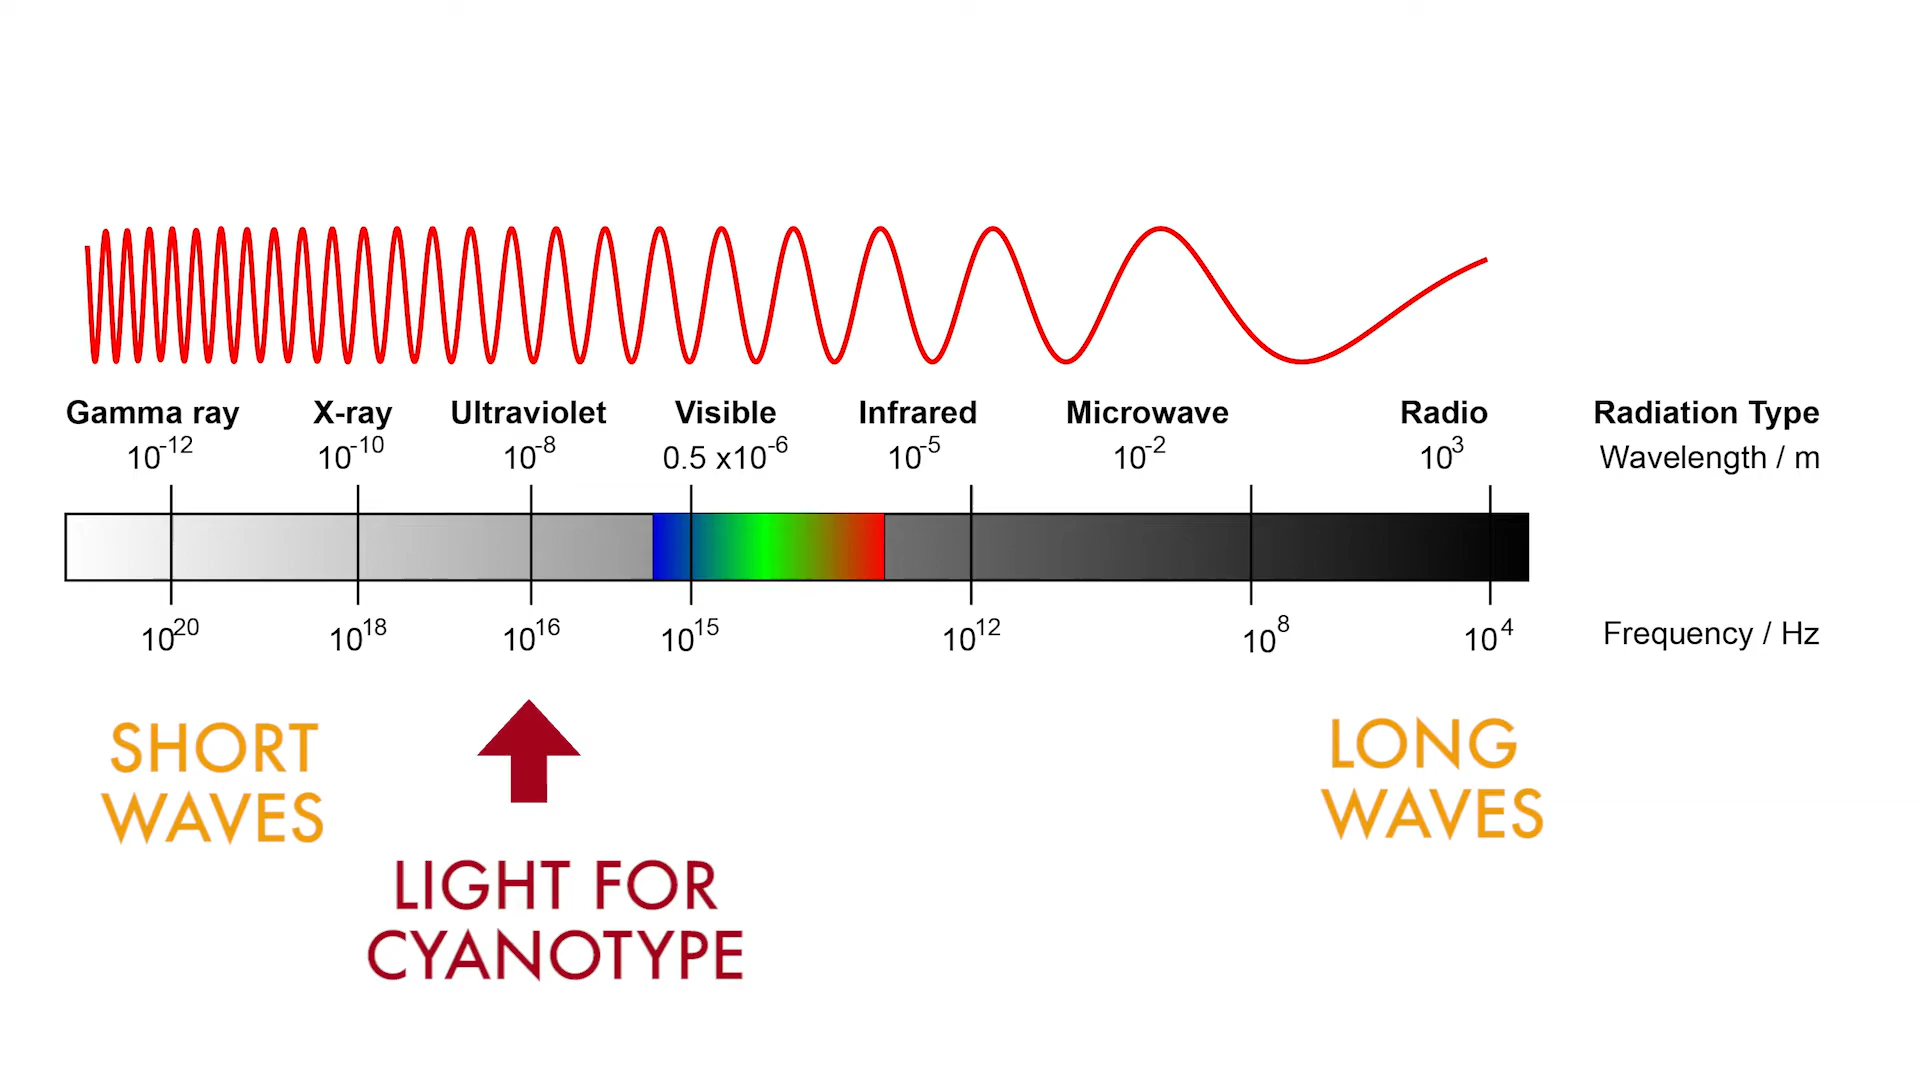 Gamma ray X-ray Ultraviolet Visible Infrared Microwave Radio Radiation Type
10⁻¹² 10⁻¹⁰ 10⁻⁸ 0.5 x10⁻⁶ 10⁻⁵ 10⁻² 10³ Wavelength / m
10²⁰ 10¹⁸ 10¹⁶ 10¹⁵ 10¹² 10⁸ 10⁴ Frequency / Hz
SHORT
WAVES
LIGHT FOR
CYANOTYPE
LONG
WAVES